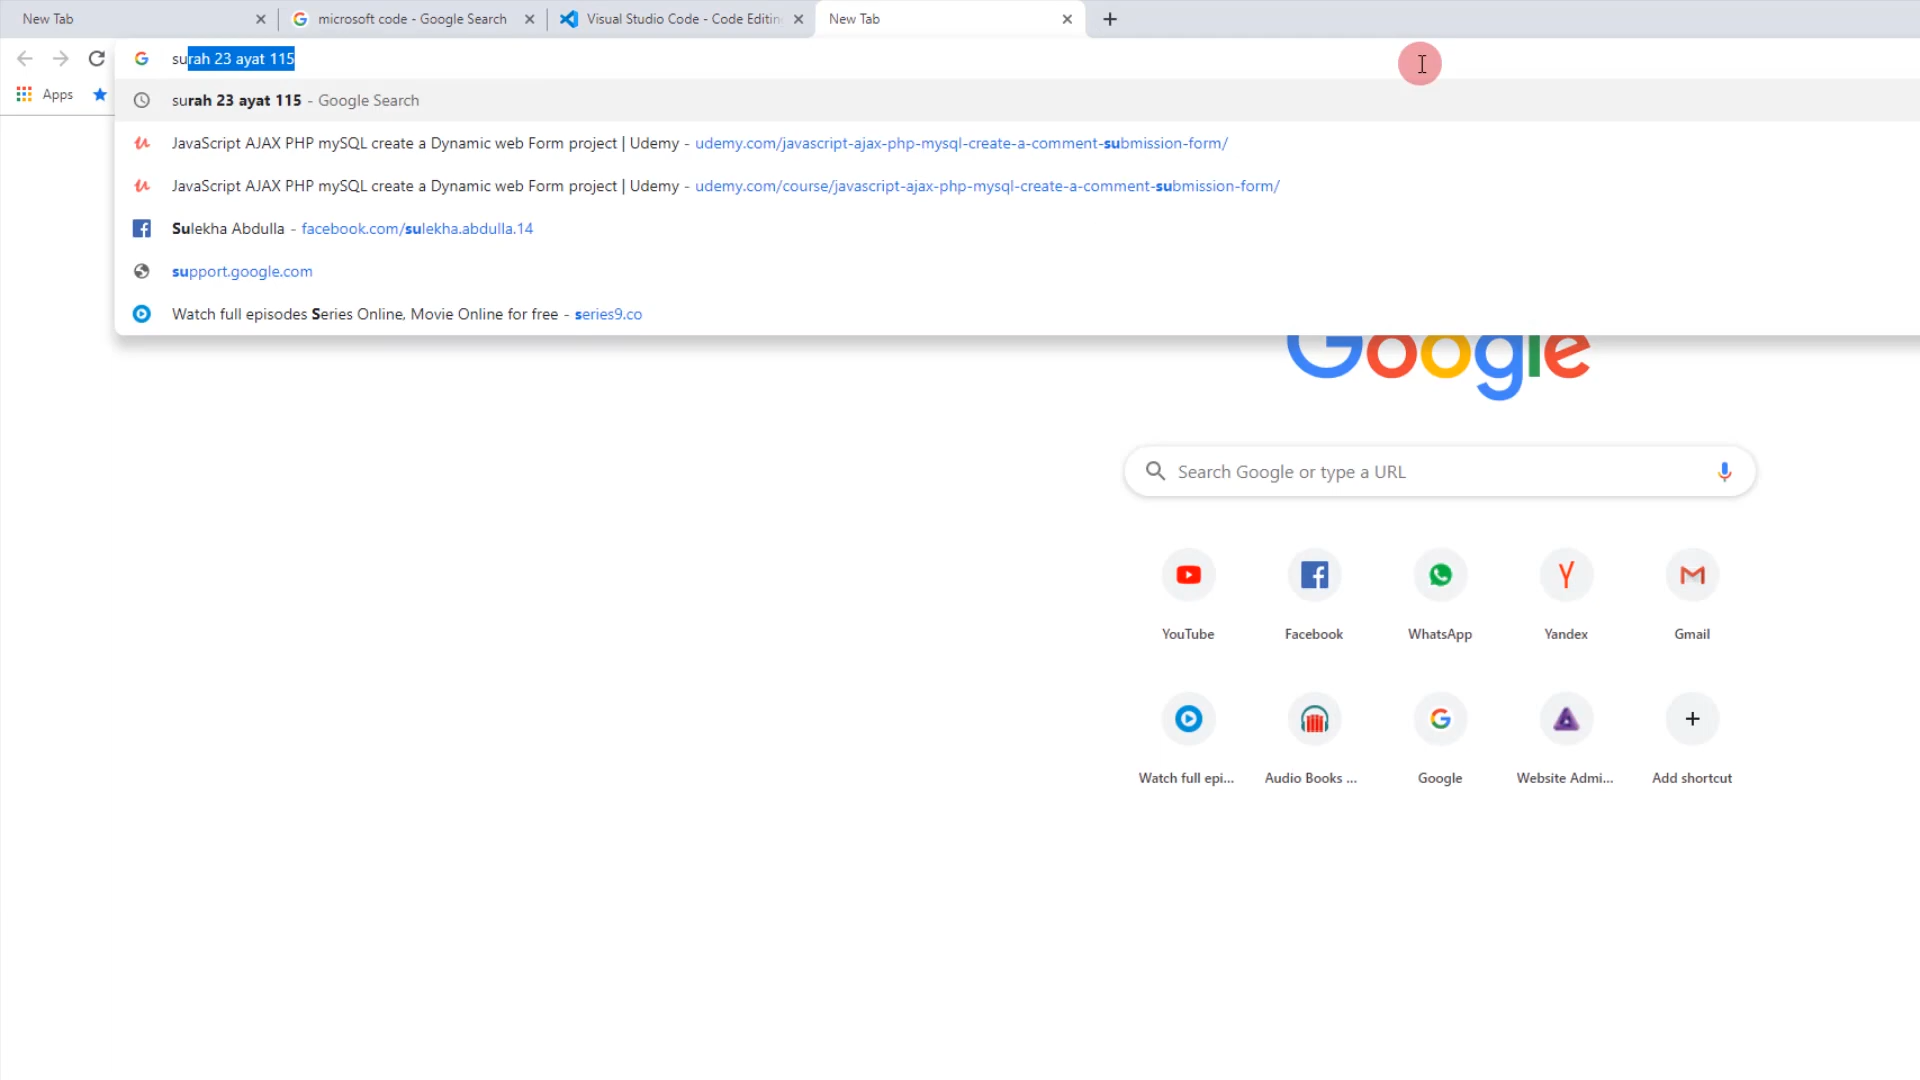 New Tab
microsoft code - Google Search
Visual Studio Code - Code Editin
New Tab
surah 23 ayat 115
Apps
surah 23 ayat 115 - Google Search
JavaScript AJAX PHP mySQL create a Dynamic web Form project | Udemy - udemy.com/javascript-ajax-php-mysql-create-a-comment-submission-form/
JavaScript AJAX PHP mySQL create a Dynamic web Form project | Udemy - udemy.com/course/javascript-ajax-php-mysql-create-a-comment-submission-form/
Sulekha Abdulla - facebook.com/sulekha.abdulla.14
support.google.com
Watch full episodes Series Online, Movie Online for free - series9.co
Google
Search Google or type a URL
YouTube
Facebook
WhatsApp
Yandex
Gmail
Watch full epi...
Audio Books ...
Google
Website Admi...
Add shortcut